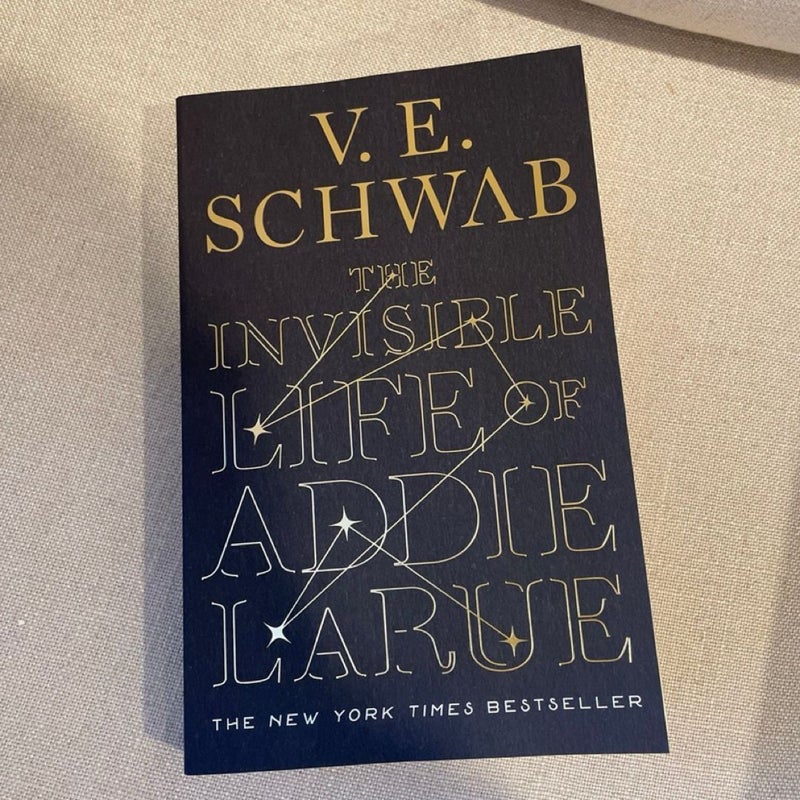 V. E.
SCHWAB
THE
INVISIBLE
LIFE OF
ADDIE
LARUE
THE NEW YORK TIMES BESTSELLER